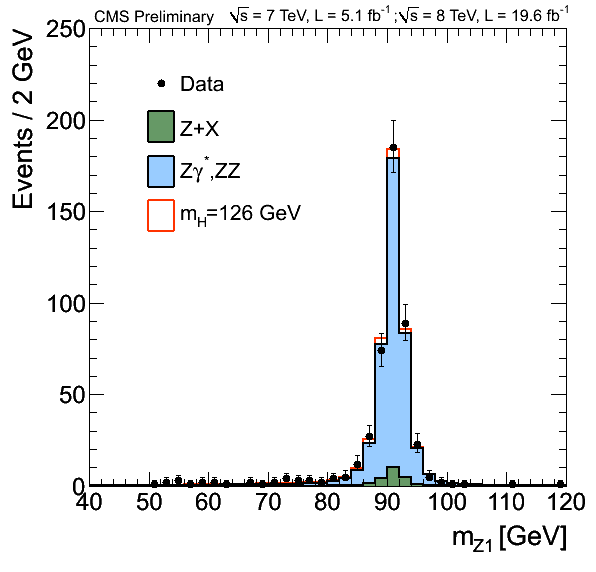 CMS Preliminary √s = 7 TeV, L = 5.1 fb⁻¹ ;√s = 8 TeV, L = 19.6 fb⁻¹
Events / 2 GeV
250
200
150
100
50
0
Data
Z+X
Zγ*,ZZ
m_H=126 GeV
40 50 60 70 80 90 100 110 120
m_Z1 [GeV]